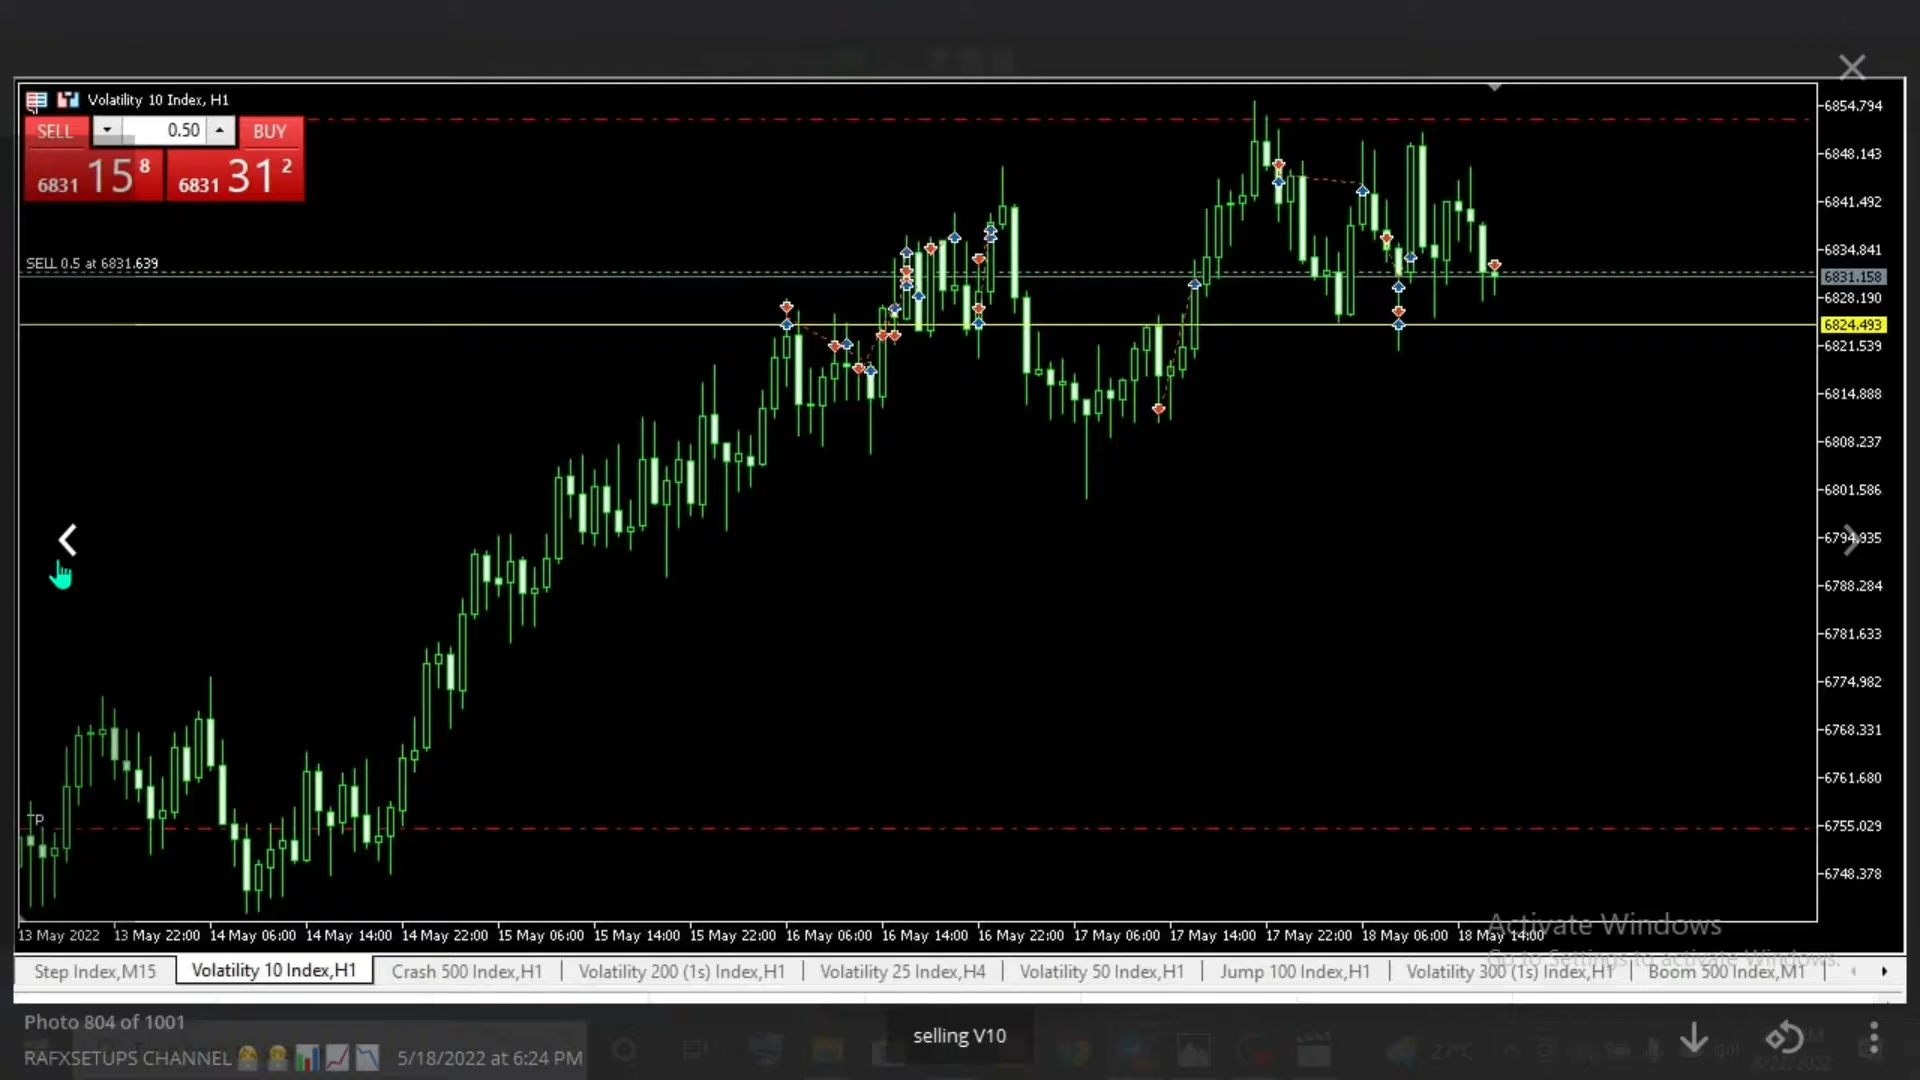 Volatility 10 Index, H1
SELL 0.50 BUY
6831 15 8 6831 31 2
SELL 0.5 at 6831.639
TP
6854.794
6848.143
6841.492
6834.841
6831.158
6828.190
6824.493
6821.539
6814.888
6808.237
6801.586
6794.935
6788.284
6781.633
6774.982
6768.331
6761.680
6755.029
6748.378
13 May 2022 13 May 22:00 14 May 06:00 14 May 14:00 14 May 22:00 15 May 06:00 15 May 14:00 15 May 22:00 16 May 06:00 16 May 14:00 16 May 22:00 17 May 06:00 17 May 14:00 17 May 22:00 18 May 06:00 18 May 14:00
Activate Windows
Go to Settings to activate Windows.
Step Index,M15 Volatility 10 Index,H1 Crash 500 Index,H1 Volatility 200 (1s) Index,H1 Volatility 25 Index,H4 Volatility 50 Index,H1 Jump 100 Index,H1 Volatility 300 (1s) Index,H1 Boom 500 Index,M1
Photo 804 of 1001
selling V10
RAFXSETUPS CHANNEL 5/18/2022 at 6:24 PM
27°C